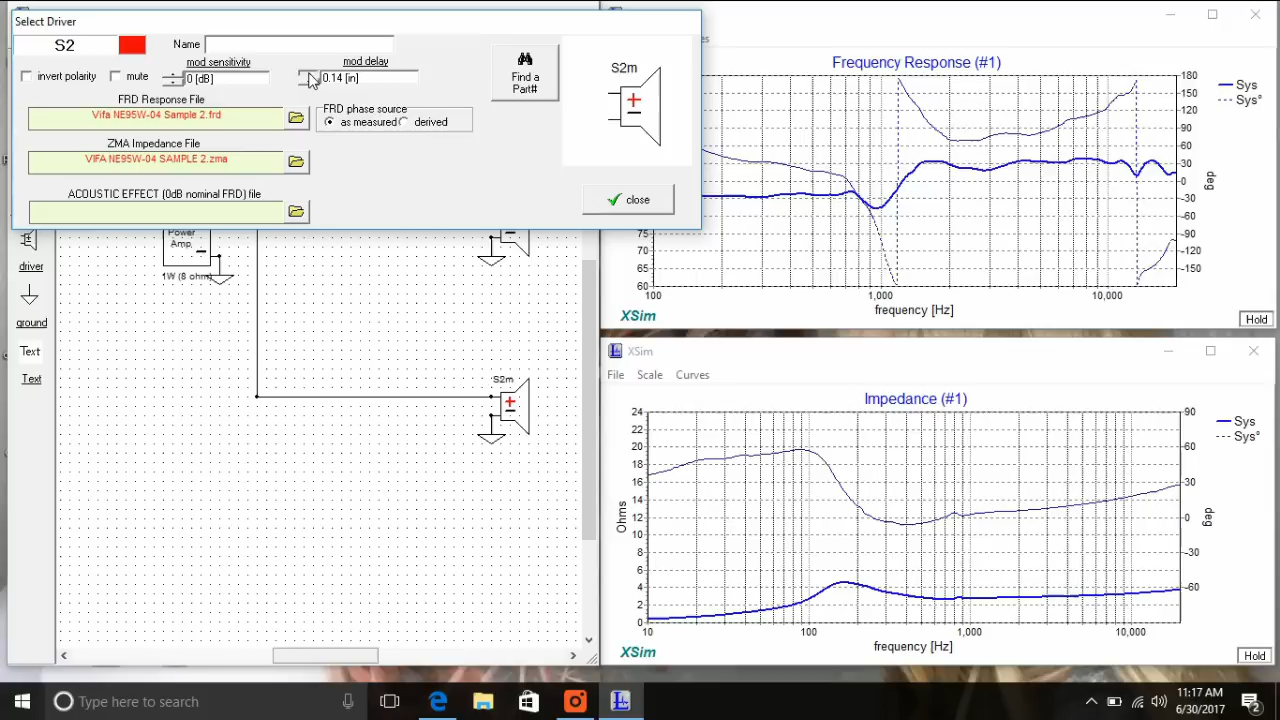 Select Driver
S2
Name
mod sensitivity
mod delay
invert polarity
mute
0 [dB]
0.14 [in]
Find a
Part#
S2m
FRD Response File
Vifa NE95W-04 Sample 2.frd
FRD phase source
as measured
derived
ZMA Impedance File
VIFA NE95W-04 SAMPLE 2.zma
ACOUSTIC EFFECT (0dB nominal FRD) file
close
Power
Amp.
1W (8 ohm)
driver
ground
Text
Text
S2m
Frequency Response (#1)
Sys
Sys°
180
150
120
90
60
30
0
-30
-60
-90
-120
-150
deg
75
70
65
60
100
1,000
10,000
frequency [Hz]
XSim
Hold
XSim
File
Scale
Curves
Impedance (#1)
Sys
Sys°
24
22
20
18
16
14
12
10
8
6
4
2
0
Ohms
90
60
30
0
-30
-60
deg
10
100
1,000
10,000
frequency [Hz]
XSim
Hold
Type here to search
11:17 AM
6/30/2017
2